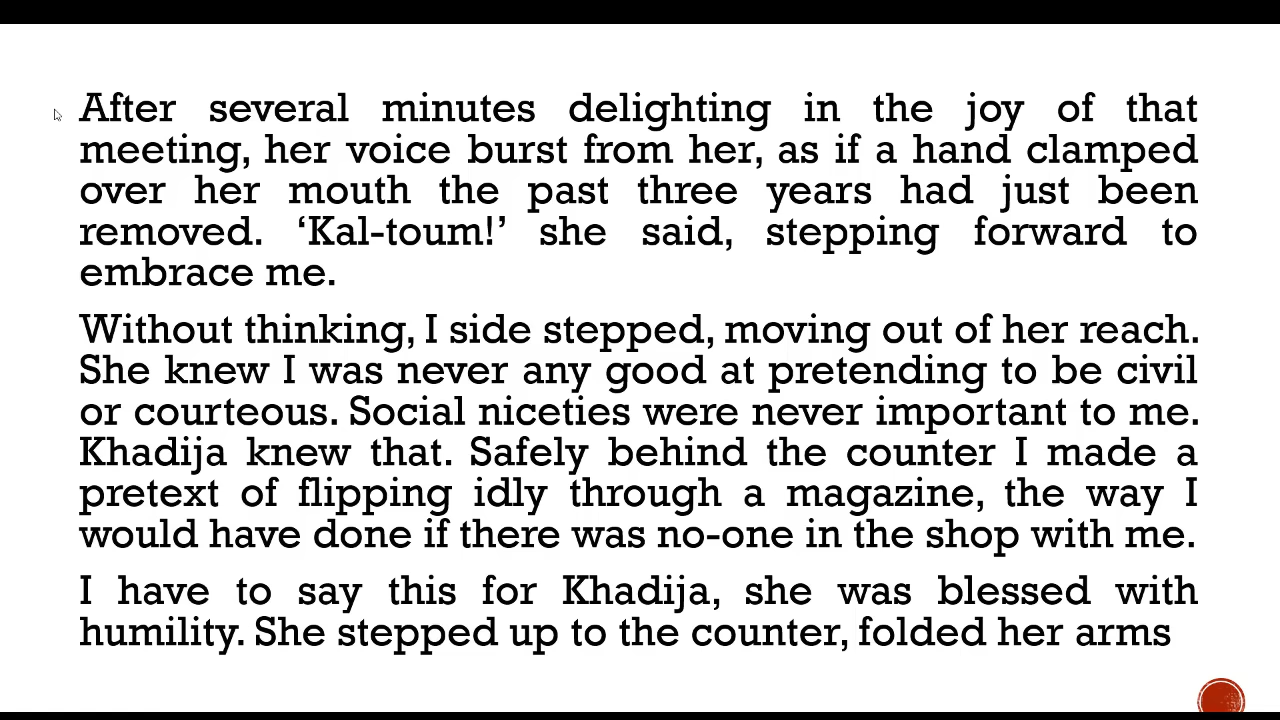 After several minutes delighting in the joy of that
meeting, her voice burst from her, as if a hand clamped
over her mouth the past three years had just been
removed. ‘Kal-toum!’ she said, stepping forward to
embrace me.
Without thinking, I side stepped, moving out of her reach.
She knew I was never any good at pretending to be civil
or courteous. Social niceties were never important to me.
Khadija knew that. Safely behind the counter I made a
pretext of flipping idly through a magazine, the way I
would have done if there was no-one in the shop with me.
I have to say this for Khadija, she was blessed with
humility. She stepped up to the counter, folded her arms